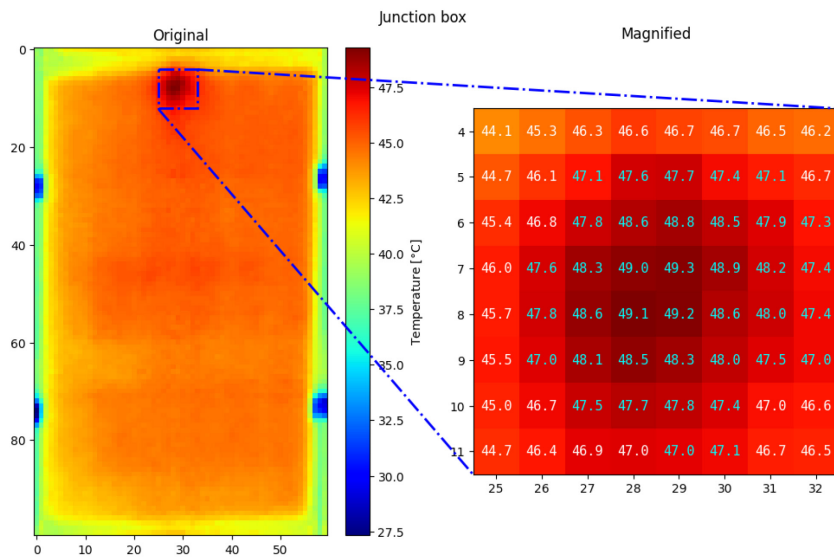 Junction box
Original
Magnified
0
20
40
60
80
0 10 20 30 40 50
47.5
45.0
42.5
40.0
37.5
35.0
32.5
30.0
27.5
Temperature [°C]
4 44.1 45.3 46.3 46.6 46.7 46.7 46.5 46.2
5 44.7 46.1 47.1 47.6 47.7 47.4 47.1 46.7
6 45.4 46.8 47.8 48.6 48.8 48.5 47.9 47.3
7 46.0 47.6 48.3 49.0 49.3 48.9 48.2 47.4
8 45.7 47.8 48.6 49.1 49.2 48.6 48.0 47.4
9 45.5 47.0 48.1 48.5 48.3 48.0 47.5 47.0
10 45.0 46.7 47.5 47.7 47.8 47.4 47.0 46.6
11 44.7 46.4 46.9 47.0 47.0 47.1 46.7 46.5
25 26 27 28 29 30 31 32